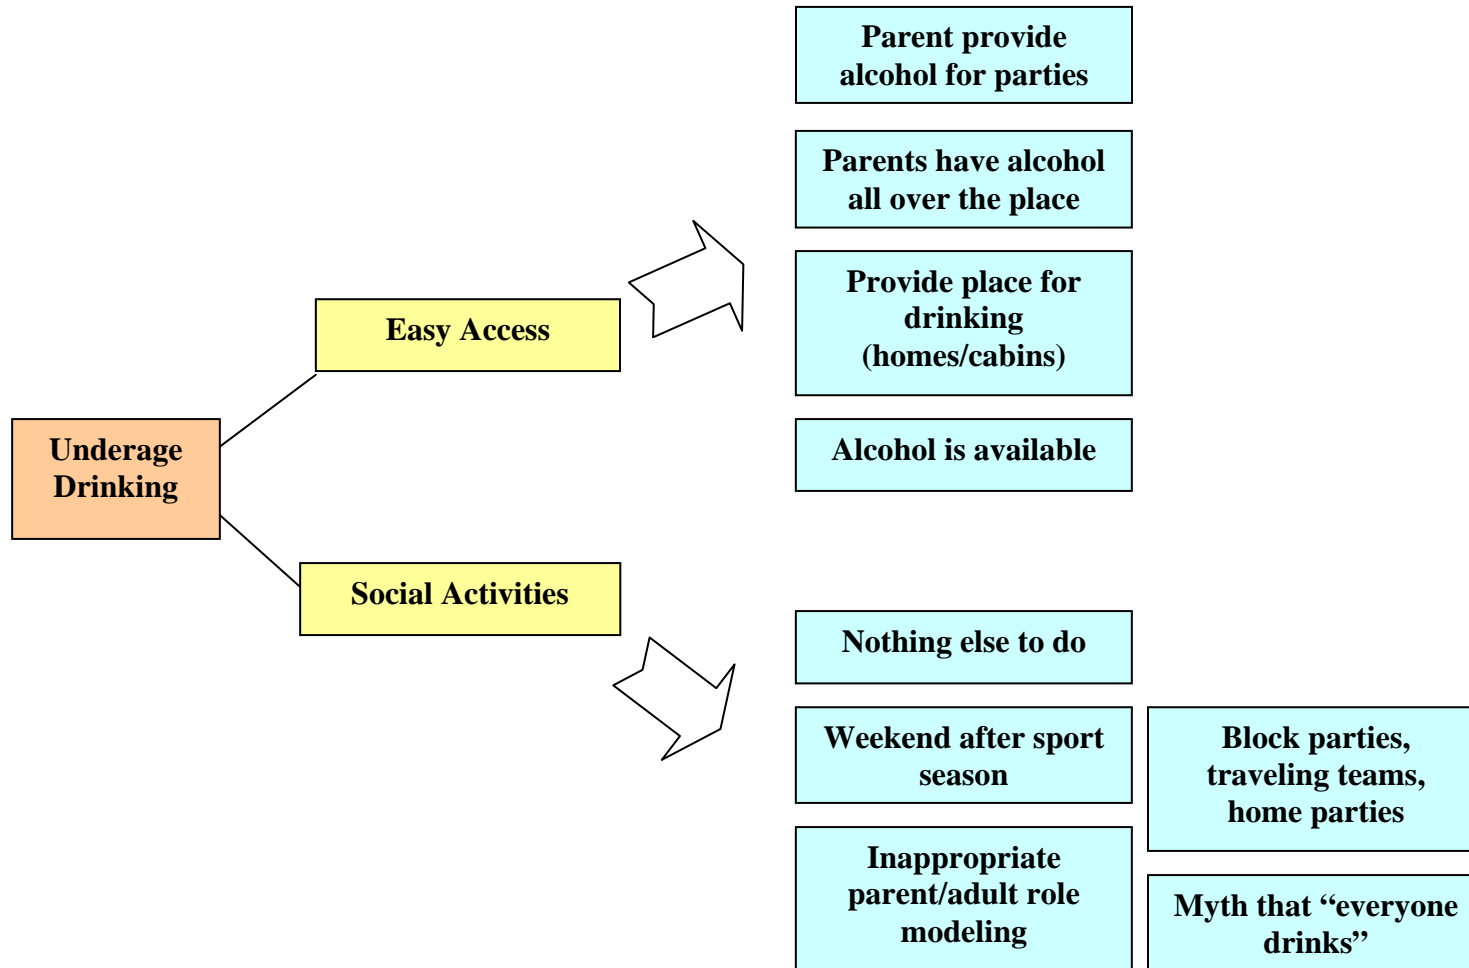 Parent provide
alcohol for parties
Parents have alcohol
all over the place
Provide place for
drinking
(homes/cabins)
Easy Access
Alcohol is available
Underage
Drinking
Social Activities
Nothing else to do
Weekend after sport
season
Block parties,
traveling teams,
home parties
Inappropriate
parent/adult role
modeling
Myth that “everyone
drinks”